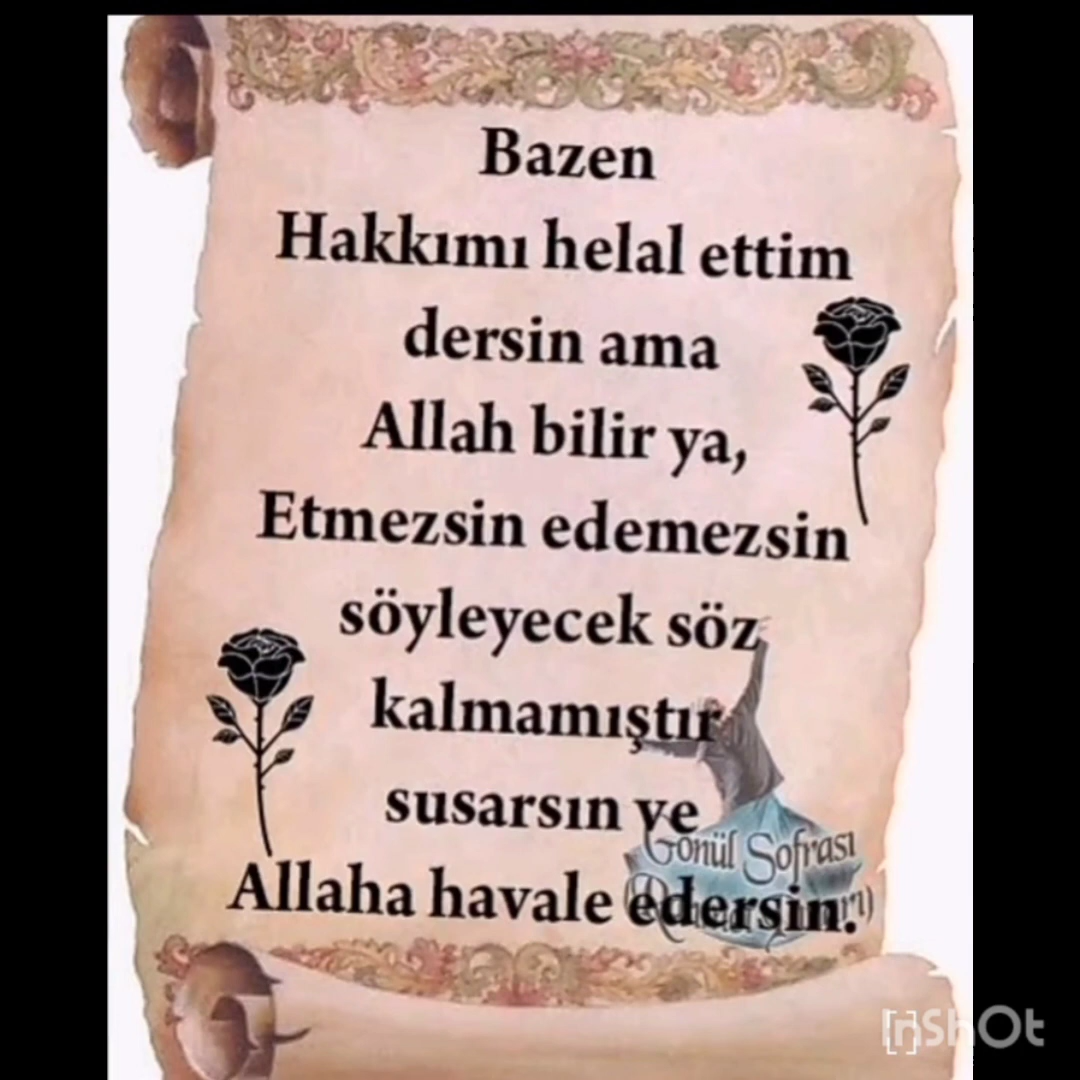 Bazen
Hakkımı helal ettim
dersin ama
Allah bilir ya,
Etmezsin edemezsin
söyleyecek söz
kalmamıştır
susarsın ve
Gönül Sofrası
Allaha havale edersin.
InShOt